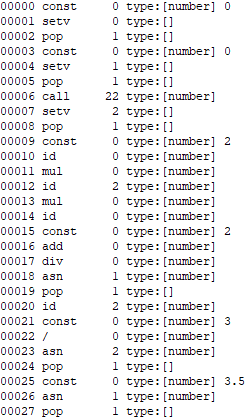 00000 const 0 type:[number] 0
00001 setv 0 type:[]
00002 pop 1 type:[]
00003 const 0 type:[number] 0
00004 setv 1 type:[]
00005 pop 1 type:[]
00006 call 22 type:[number]
00007 setv 2 type:[]
00008 pop 1 type:[]
00009 const 0 type:[number] 2
00010 id 0 type:[number]
00011 mul 0 type:[number]
00012 id 2 type:[number]
00013 mul 0 type:[number]
00014 id 0 type:[number]
00015 const 0 type:[number] 2
00016 add 0 type:[number]
00017 div 0 type:[number]
00018 asn 1 type:[number]
00019 pop 1 type:[]
00020 id 2 type:[number]
00021 const 0 type:[number] 3
00022 / 0 type:[number]
00023 asn 2 type:[number]
00024 pop 1 type:[]
00025 const 0 type:[number] 3.5
00026 asn 1 type:[number]
00027 pop 1 type:[]